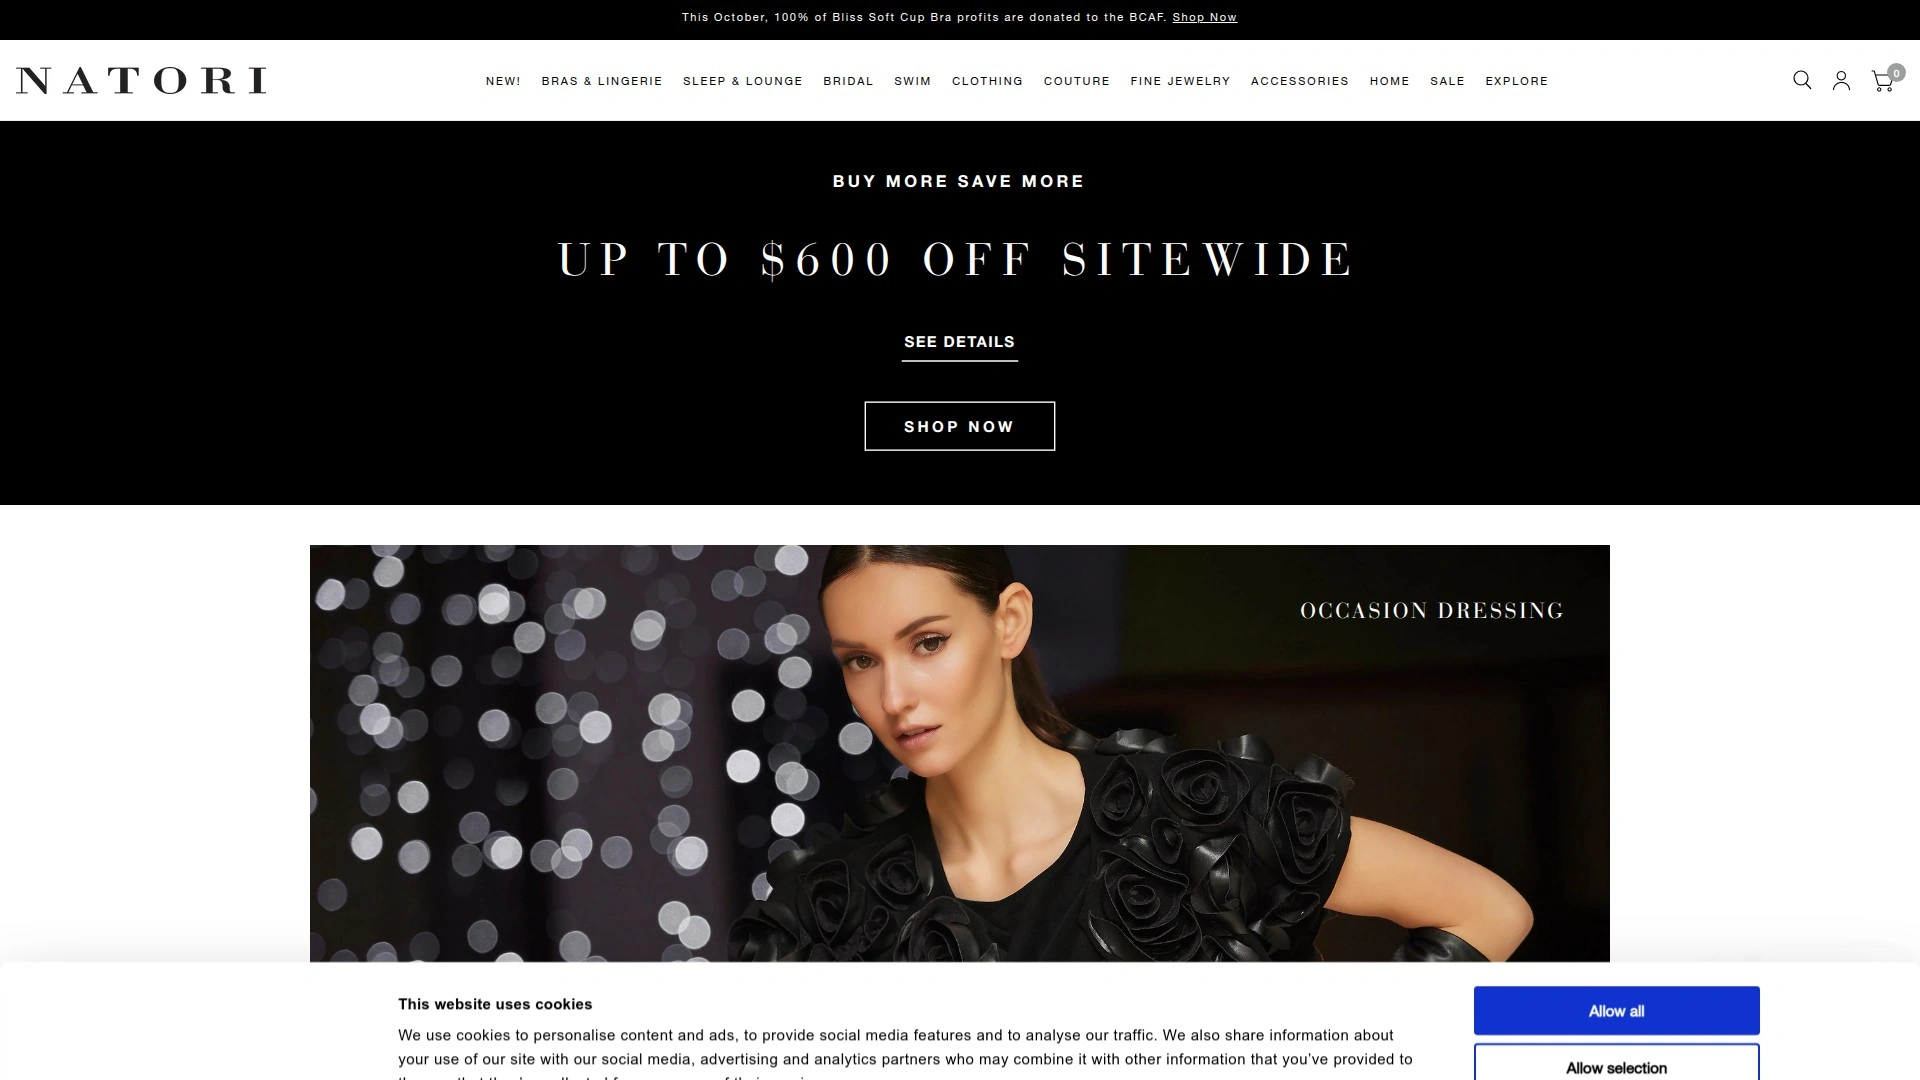 This October, 100% of Bliss Soft Cup Bra profits are donated to the BCAF. Shop Now
NATORI
NEW! BRAS & LINGERIE SLEEP & LOUNGE BRIDAL SWIM CLOTHING COUTURE FINE JEWELRY ACCESSORIES HOME SALE EXPLORE
0
BUY MORE SAVE MORE
UP TO $600 OFF SITEWIDE
SEE DETAILS
SHOP NOW
OCCASION DRESSING
This website uses cookies
We use cookies to personalise content and ads, to provide social media features and to analyse our traffic. We also share information about
your use of our site with our social media, advertising and analytics partners who may combine it with other information that you've provided to
Allow all
Allow selection